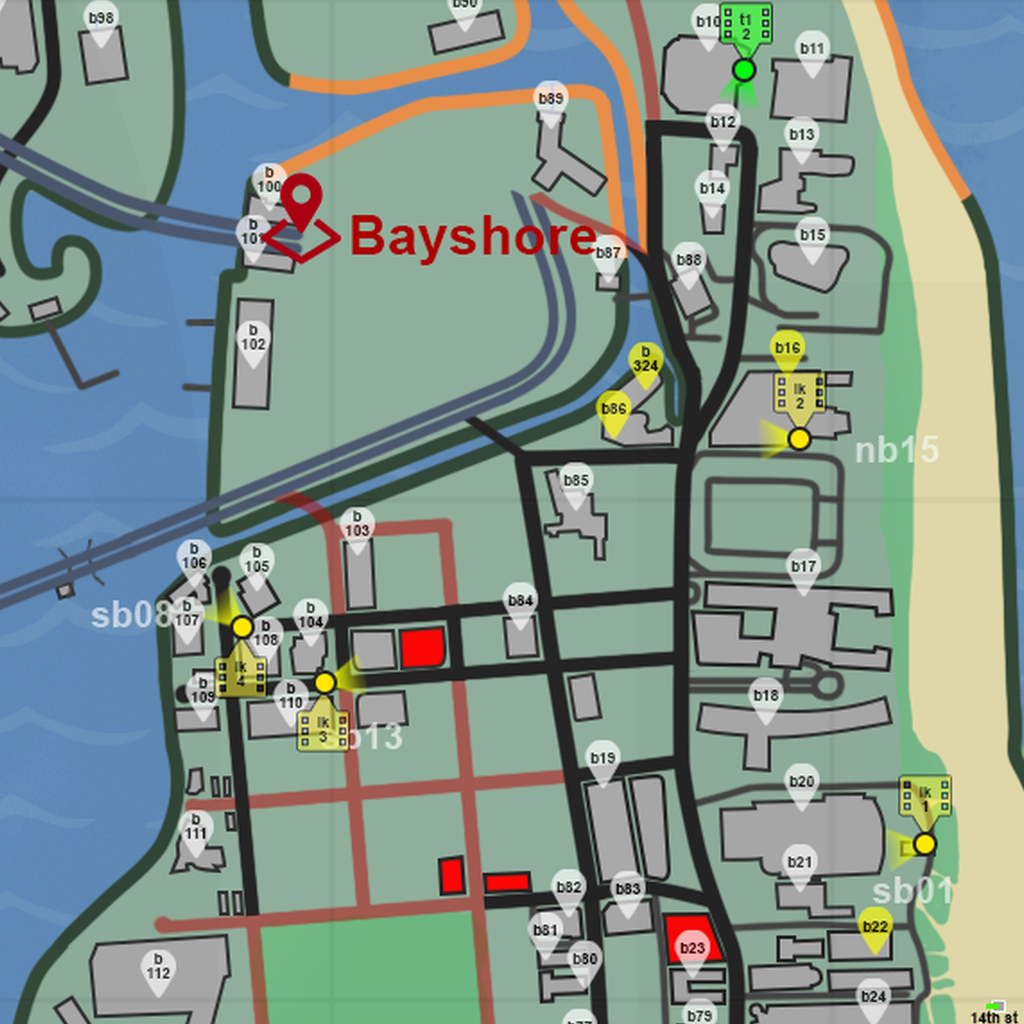 b90
b98
b10
t1
2
b11
b89
b12
b13
b
100
b14
b
101
Bayshore
b15
b87
b88
b
102
b16
b
324
lk
2
b86
nb15
b85
b
103
b
106
b
105
b17
b84
sb08
b
107
b
104
b
108
lk
4
b
109
b
110
b18
lk
3
sb13
b19
b20
lk
1
b
111
b21
sb01
b82
b83
b81
b22
b23
b80
b
112
b24
b79
14th st